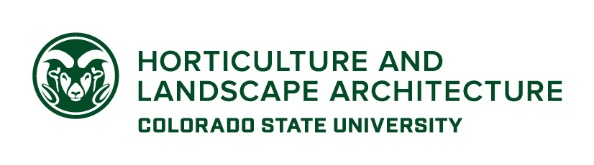 HORTICULTURE AND
LANDSCAPE ARCHITECTURE
COLORADO STATE UNIVERSITY